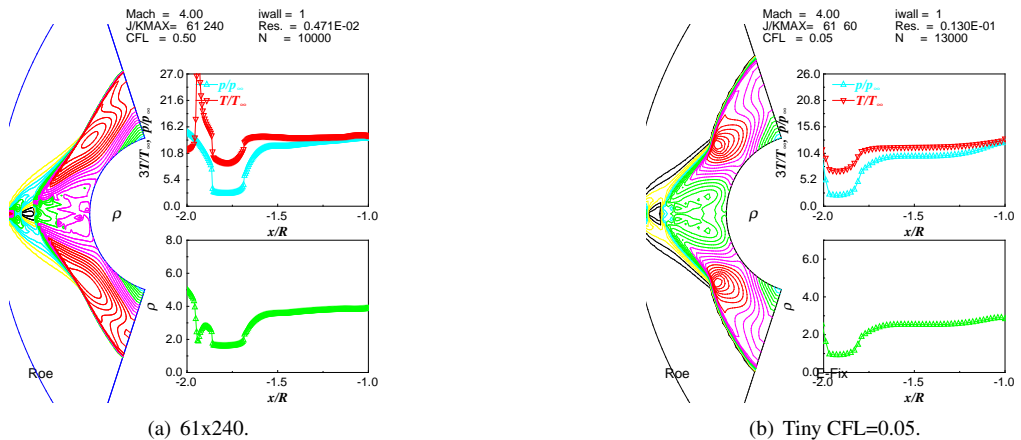 Mach = 4.00 iwall = 1
J/KMAX= 61 240 Res. = 0.471E-02
CFL = 0.50 N = 10000
27.0
21.6
16.2
10.8
5.4
0.0
3T/T∞, p/p∞
p/p∞
T/T∞
-2.0 -1.5 -1.0
x/R
ρ
8.0
6.0
4.0
2.0
0.0
ρ
Roe
-2.0 -1.5 -1.0
x/R
(a) 61x240.
Mach = 4.00 iwall = 1
J/KMAX= 61 60 Res. = 0.130E-01
CFL = 0.05 N = 13000
26.0
20.8
15.6
10.4
5.2
0.0
3T/T∞, p/p∞
p/p∞
T/T∞
-2.0 -1.5 -1.0
x/R
ρ
8.0
6.0
4.0
2.0
0.0
ρ
Roe E-Fix
-2.0 -1.5 -1.0
x/R
(b) Tiny CFL=0.05.